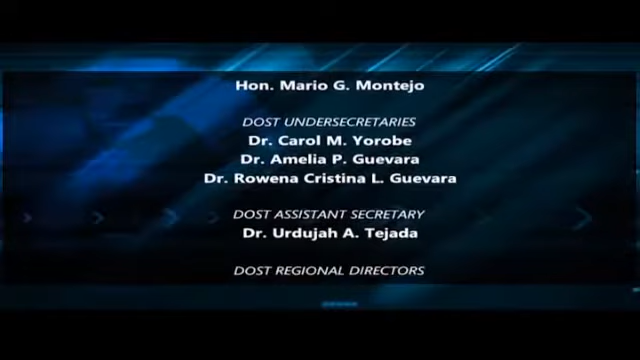 Hon. Mario G. Montejo
DOST UNDERSECRETARIES
Dr. Carol M. Yorobe
Dr. Amelia P. Guevara
Dr. Rowena Cristina L. Guevara
DOST ASSISTANT SECRETARY
Dr. Urdujah A. Tejada
DOST REGIONAL DIRECTORS